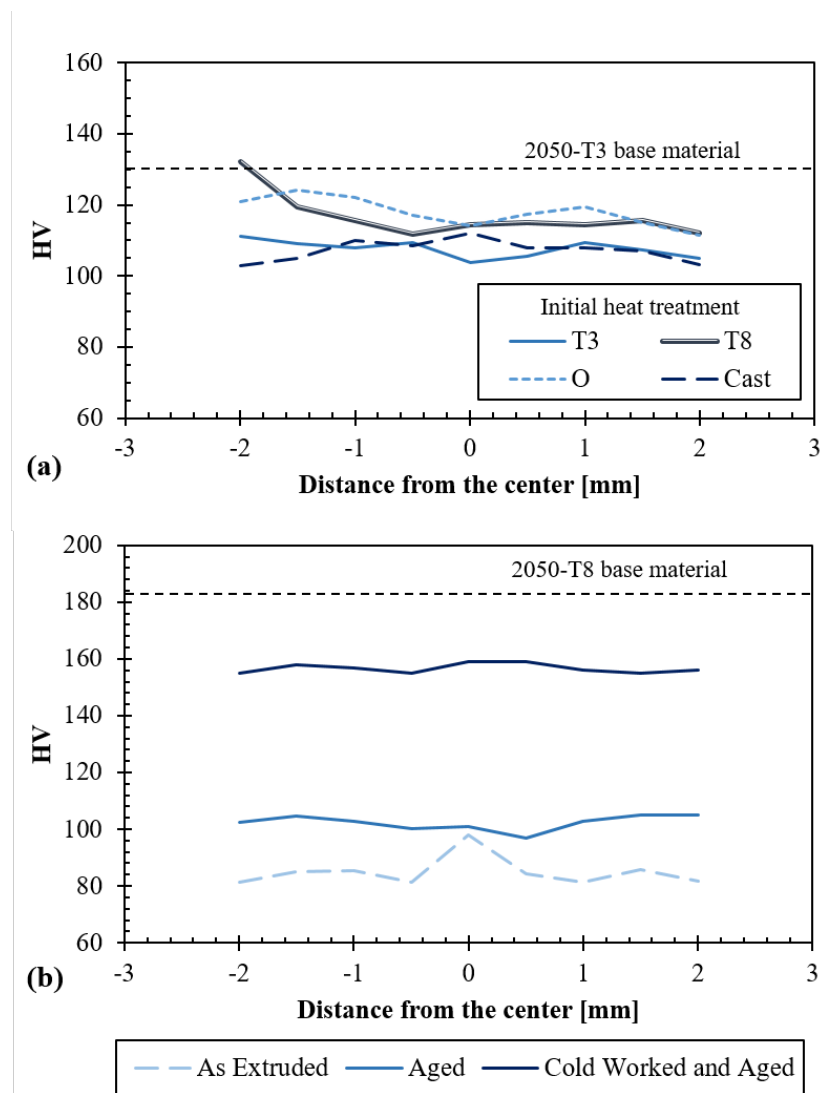 160
140
120
100
80
60
HV
2050-T3 base material
Initial heat treatment
T3 T8
O Cast
-3 -2 -1 0 1 2 3
(a)
Distance from the center [mm]
200
180
160
140
120
100
80
60
HV
2050-T8 base material
-3 -2 -1 0 1 2 3
(b)
Distance from the center [mm]
As Extruded Aged Cold Worked and Aged